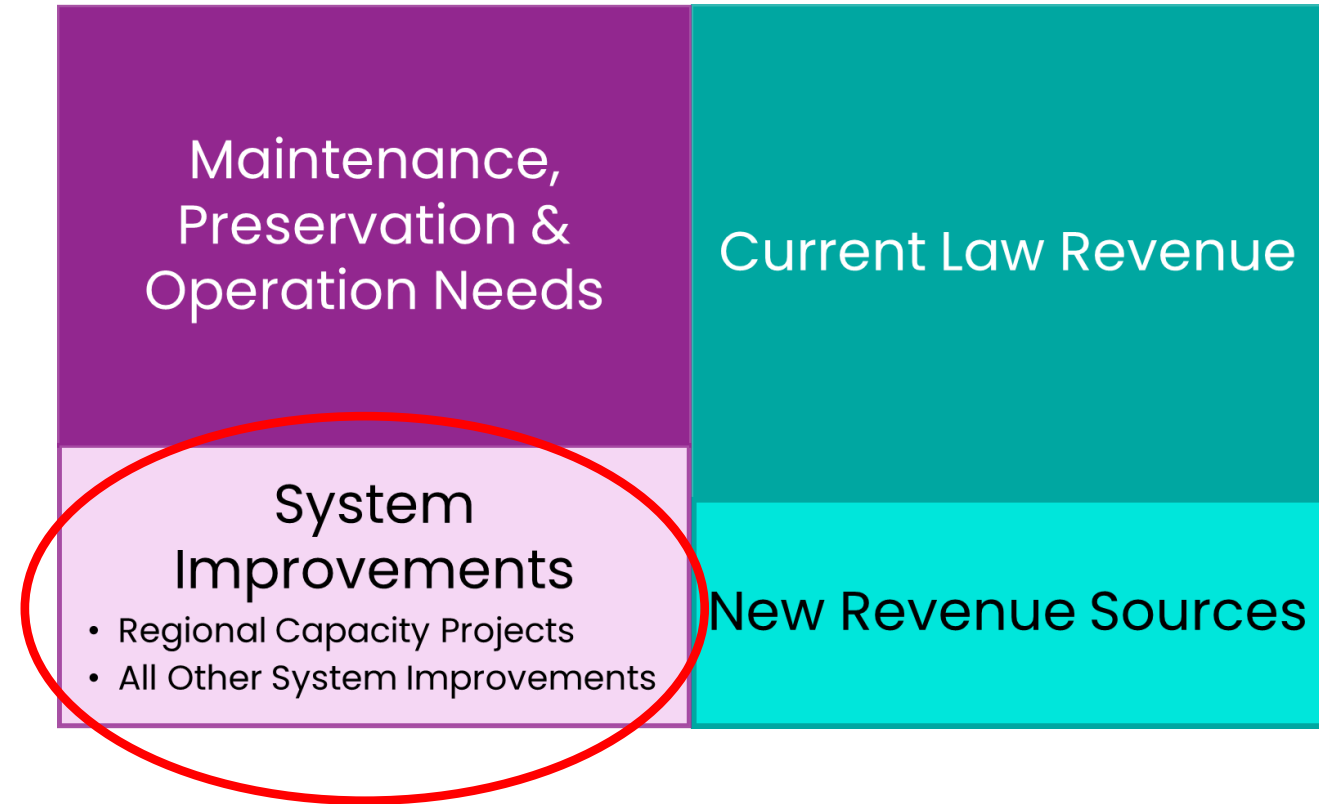 Maintenance,
Preservation &
Operation Needs
Current Law Revenue
System
Improvements
• Regional Capacity Projects
• All Other System Improvements
New Revenue Sources